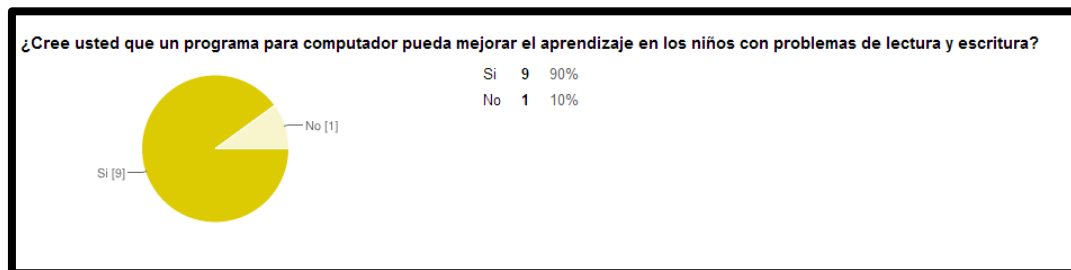 ¿Cree usted que un programa para computador pueda mejorar el aprendizaje en los niños con problemas de lectura y escritura?
Si 9 90%
No 1 10%
No [1]
Si [9]